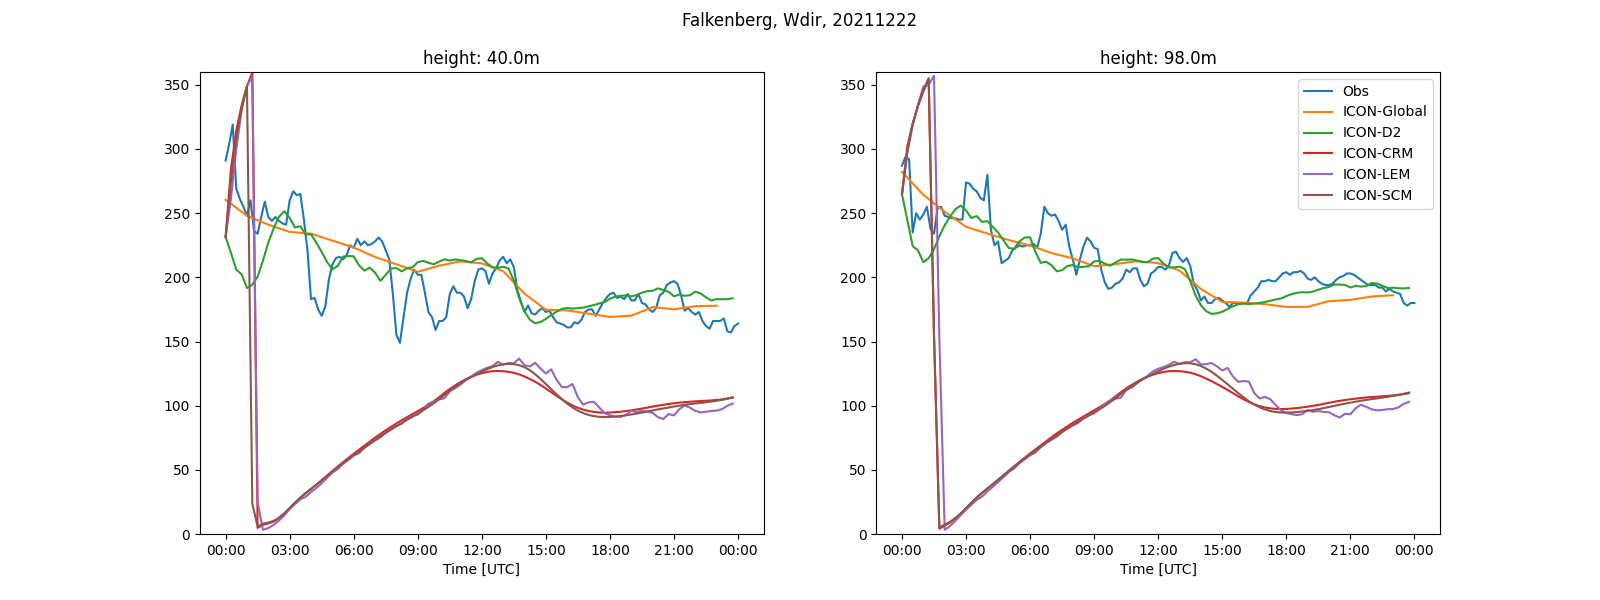 Falkenberg, Wdir, 20211222
height: 40.0m
350
300
250
200
150
100
50
0
00:00 03:00 06:00 09:00 12:00 15:00 18:00 21:00 00:00
Time [UTC]
height: 98.0m
350
300
250
200
150
100
50
0
00:00 03:00 06:00 09:00 12:00 15:00 18:00 21:00 00:00
Time [UTC]
Obs
ICON-Global
ICON-D2
ICON-CRM
ICON-LEM
ICON-SCM